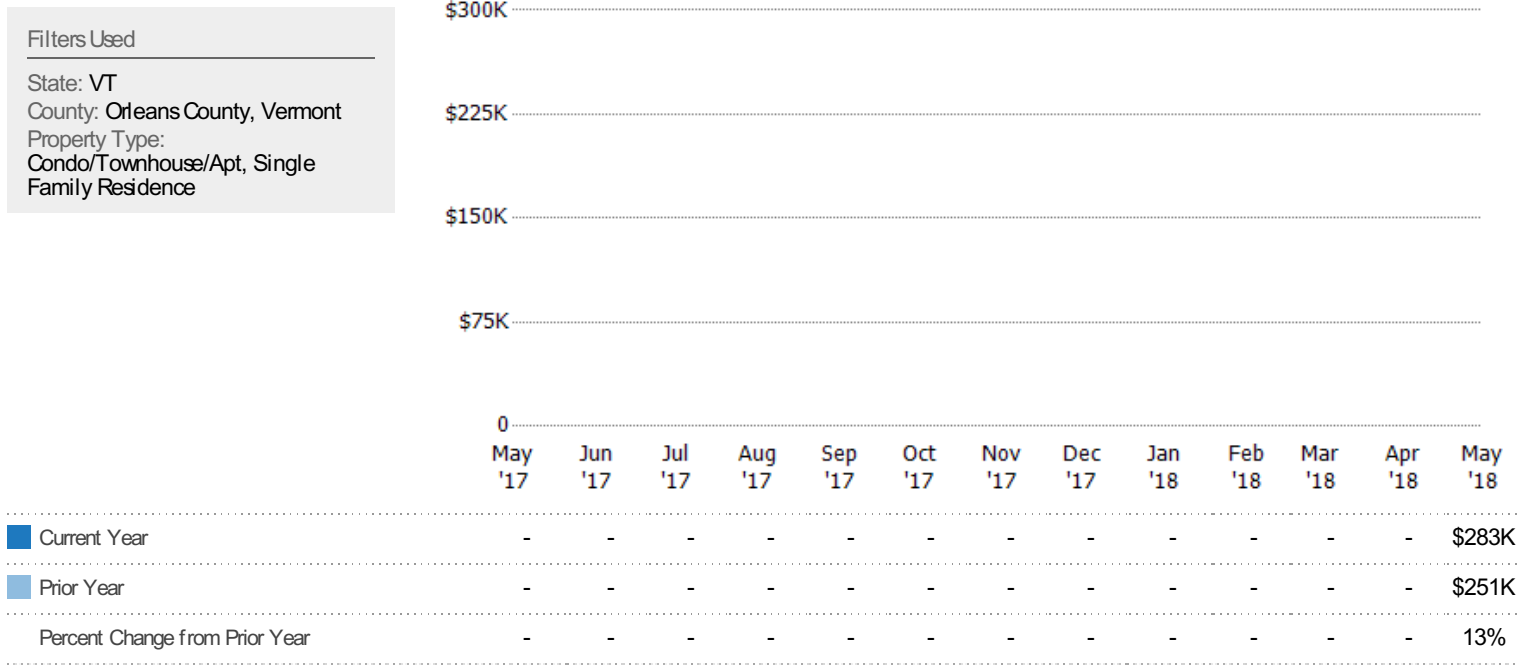 Filters Used
State: VT
County: Orleans County, Vermont
Property Type:
Condo/Townhouse/Apt, Single
Family Residence
$300K
$225K
$150K
$75K
0
May Jun Jul Aug Sep Oct Nov Dec Jan Feb Mar Apr May
'17 '17 '17 '17 '17 '17 '17 '17 '18 '18 '18 '18 '18
Current Year - - - - - - - - - - - - $283K
Prior Year - - - - - - - - - - - - $251K
Percent Change from Prior Year - - - - - - - - - - - - 13%